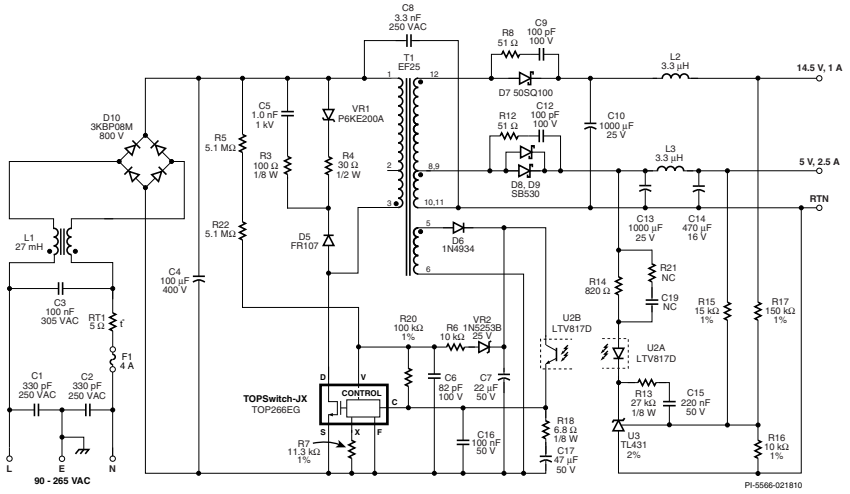 C8
3.3 nF
250 VAC
T1
EF25
R8
51 Ω
C9
100 pF
100 V
D7 50SQ100
L2
3.3 µH
14.5 V, 1 A
1
12
D10
3KBP08M
800 V
C5
1.0 nF
1 kV
VR1
P6KE200A
R5
5.1 MΩ
R3
100 Ω
1/8 W
R4
30 Ω
1/2 W
2
3
R12
51 Ω
C12
100 pF
100 V
C10
1000 µF
25 V
8,9
D8, D9
SB530
L3
3.3 µH
5 V, 2.5 A
10,11
RTN
C13
1000 µF
25 V
C14
470 µF
16 V
R22
5.1 MΩ
D5
FR107
5
D6
1N4934
6
L1
27 mH
C4
100 µF
400 V
C3
100 nF
305 VAC
RT1
5 Ω
t°
F1
4 A
R14
820 Ω
R21
NC
C19
NC
R15
15 kΩ
1%
R17
150 kΩ
1%
R20
100 kΩ
1%
R6
10 kΩ
VR2
1N5253B
25 V
U2B
LTV817D
U2A
LTV817D
C1
330 pF
250 VAC
C2
330 pF
250 VAC
TOPSwitch-JX
TOP266EG
D
V
CONTROL
C
S
X
F
C6
82 pF
100 V
C7
22 µF
50 V
R13
27 kΩ
1/8 W
C15
220 nF
50 V
R7
11.3 kΩ
1%
C16
100 nF
50 V
R18
6.8 Ω
1/8 W
C17
47 µF
50 V
U3
TL431
2%
R16
10 kΩ
1%
L
E
N
90 - 265 VAC
PI-5566-021810